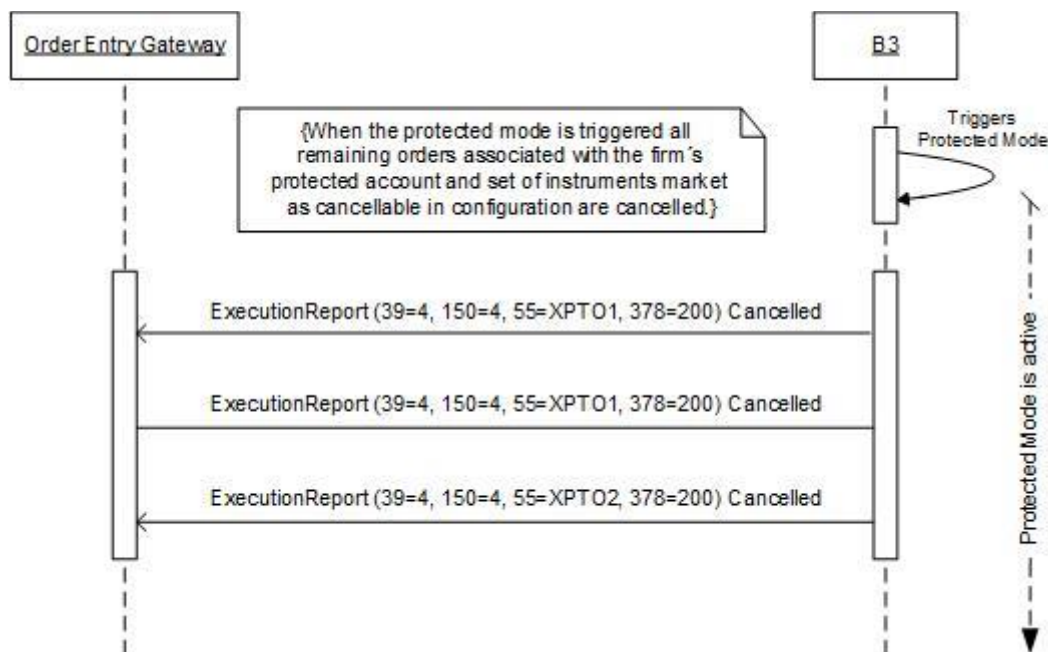 Order Entry Gateway
B3
{When the protected mode is triggered all
remaining orders associated with the firm´s
protected account and set of instruments market
as cancellable in configuration are cancelled.}
Triggers
Protected Mode
ExecutionReport (39=4, 150=4, 55=XPTO1, 378=200) Cancelled
ExecutionReport (39=4, 150=4, 55=XPTO1, 378=200) Cancelled
ExecutionReport (39=4, 150=4, 55=XPTO2, 378=200) Cancelled
Protected Mode is active